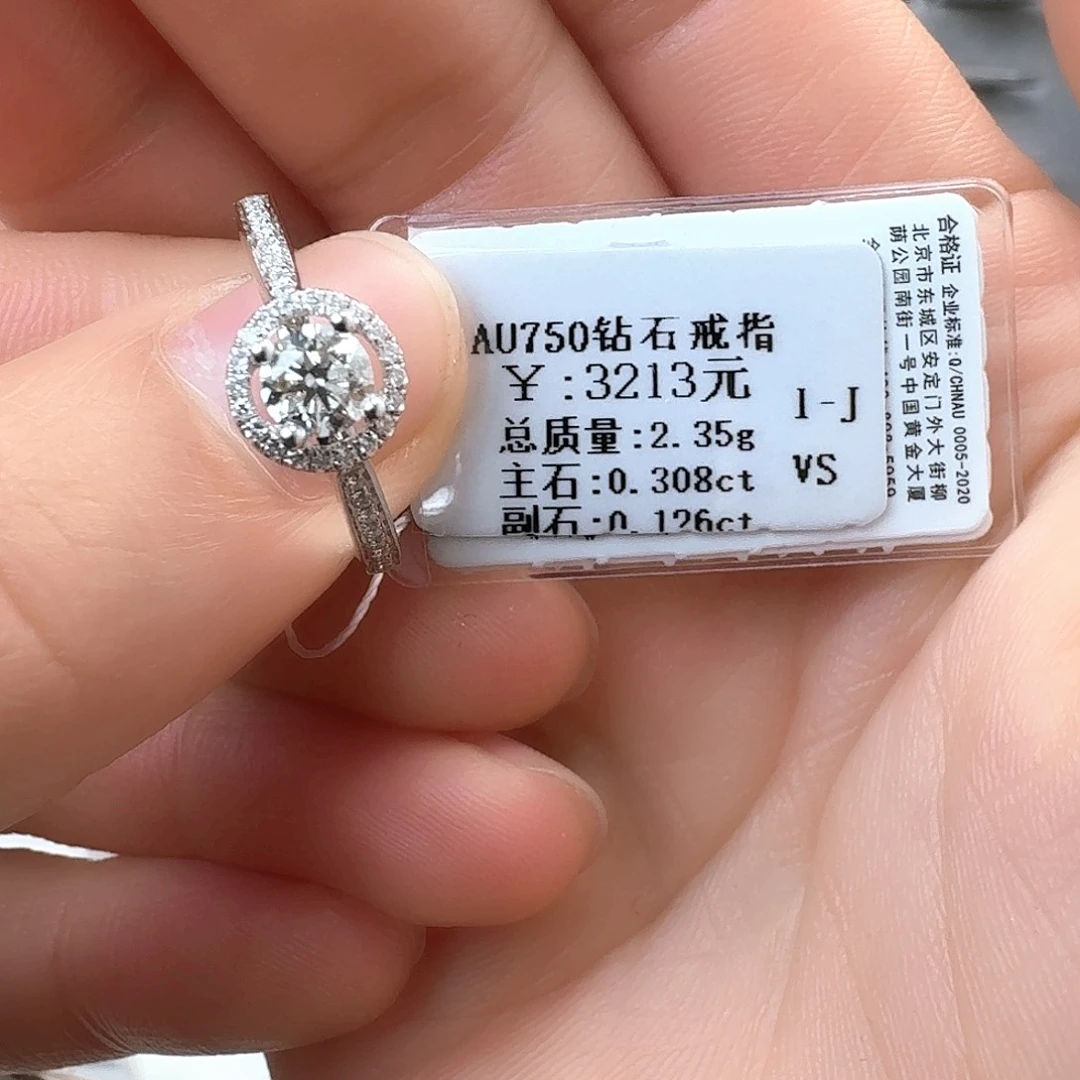 AU750钻石戒指
¥:3213元
总质量:2.35g
主石:0.308ct
副石:0.126ct
I-J
VS
合格证 企业标准:Q/CHNAU 0005-2020
北京市东城区安定门外大街柳
荫公园南街一号中国黄金大厦